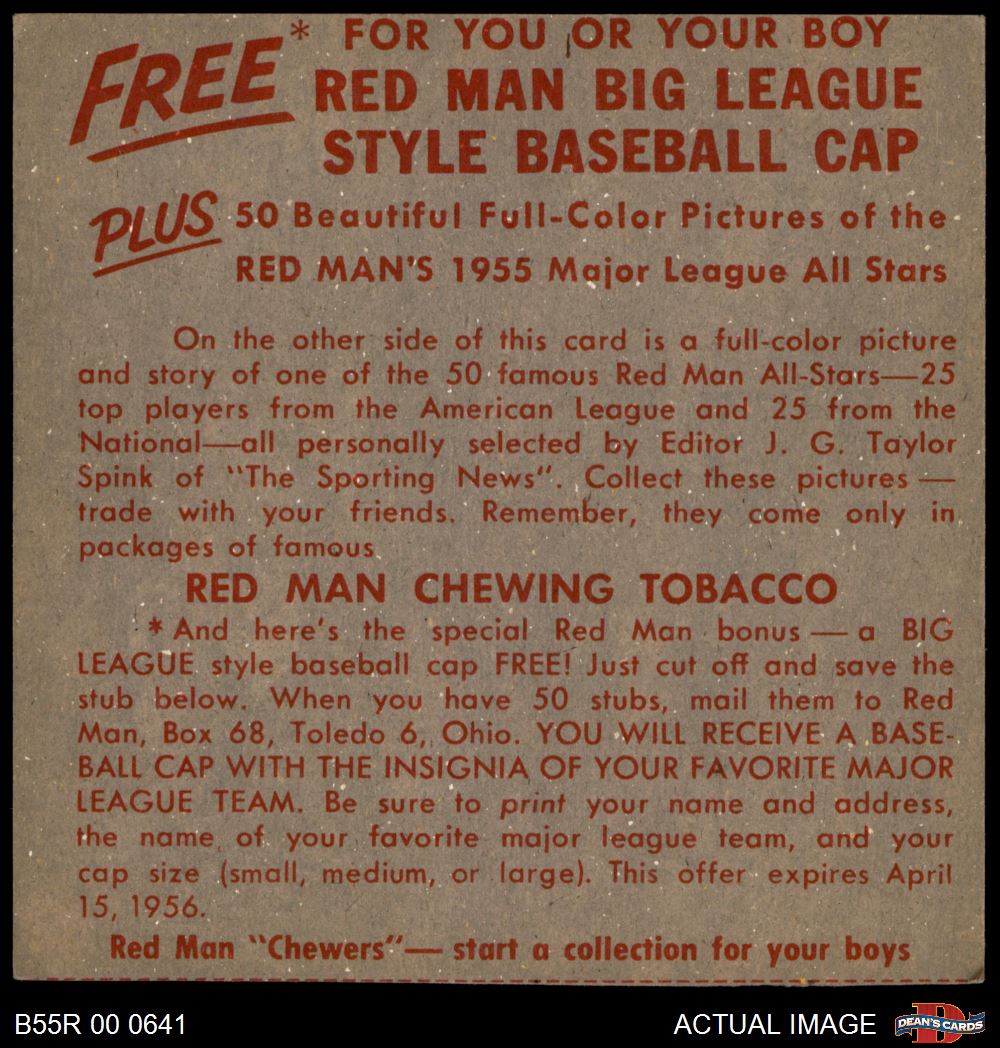 FREE* FOR YOU OR YOUR BOY
RED MAN BIG LEAGUE
STYLE BASEBALL CAP
PLUS 50 Beautiful Full-Color Pictures of the
RED MAN'S 1955 Major League All Stars
On the other side of this card is a full-color picture
and story of one of the 50 famous Red Man All-Stars—25
top players from the American League and 25 from the
National—all personally selected by Editor J. G. Taylor
Spink of "The Sporting News". Collect these pictures —
trade with your friends. Remember, they come only in
packages of famous
RED MAN CHEWING TOBACCO
* And here's the special Red Man bonus — a BIG
LEAGUE style baseball cap FREE! Just cut off and save the
stub below. When you have 50 stubs, mail them to Red
Man, Box 68, Toledo 6, Ohio. YOU WILL RECEIVE A BASE-
BALL CAP WITH THE INSIGNIA OF YOUR FAVORITE MAJOR
LEAGUE TEAM. Be sure to print your name and address,
the name of your favorite major league team, and your
cap size (small, medium, or large). This offer expires April
15, 1956.
Red Man "Chewers"— start a collection for your boys
B55R 00 0641
ACTUAL IMAGE
D
DEAN'S CARDS